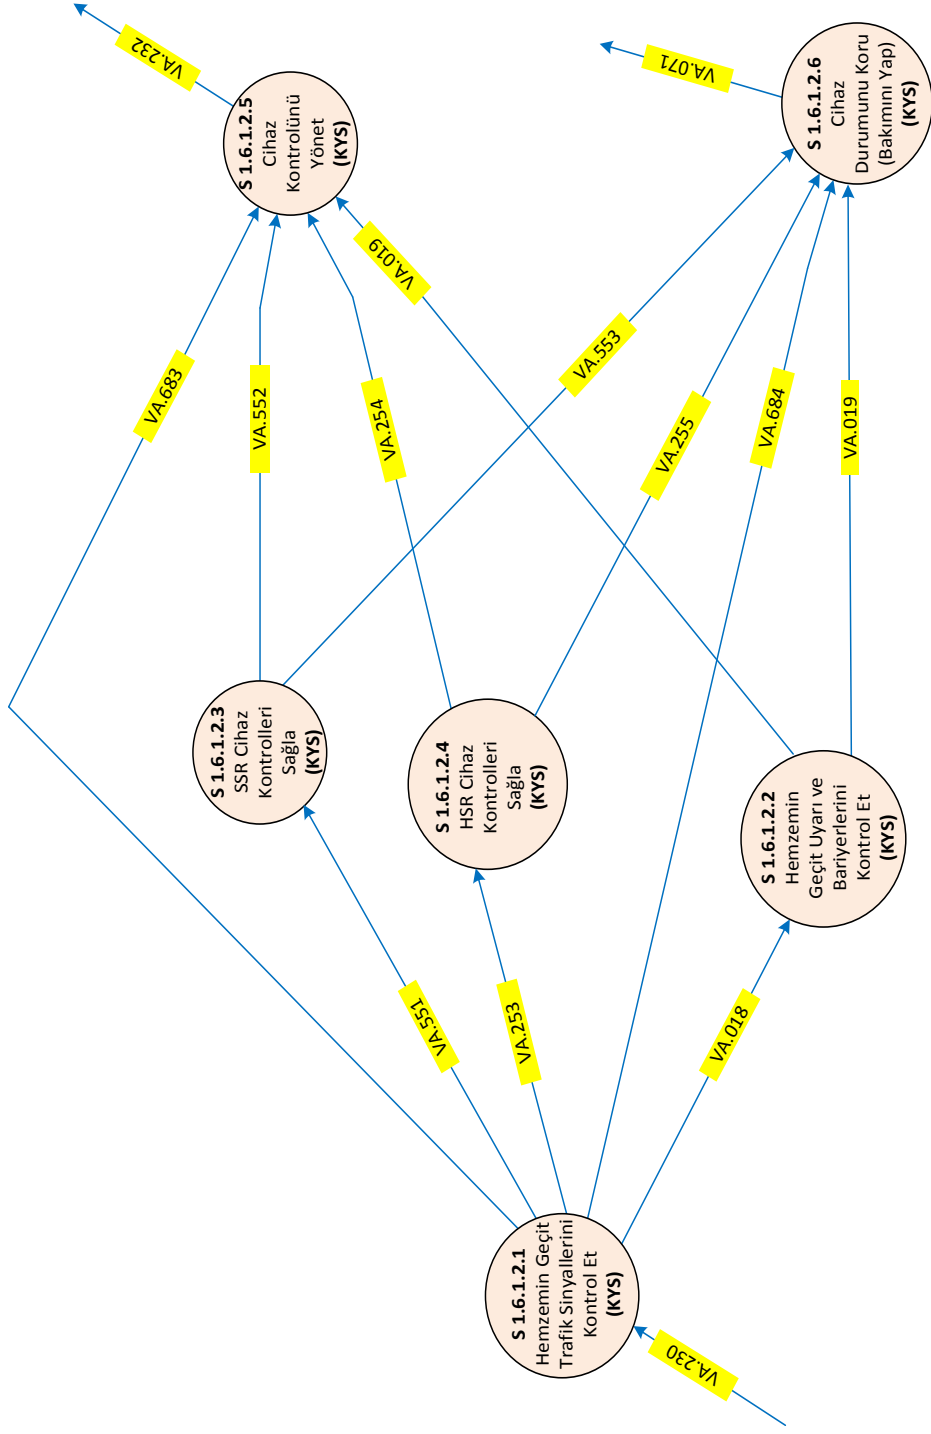 VA.232
S 1.6.1.2.5
Cihaz
Kontrolünü
Yönet
(KYS)
VA.071
S 1.6.1.2.6
Cihaz
Durumunu Koru
(Bakımını Yap)
(KYS)
VA.019
VA.683
VA.552
VA.254
VA.553
VA.255
VA.684
VA.019
S 1.6.1.2.3
SSR Cihaz
Kontrolleri
Sağla
(KYS)
S 1.6.1.2.4
HSR Cihaz
Kontrolleri
Sağla
(KYS)
S 1.6.1.2.2
Hemzemin
Geçit Uyarı ve
Bariyerlerini
Kontrol Et
(KYS)
VA.551
VA.253
VA.018
S 1.6.1.2.1
Hemzemin Geçit
Trafik Sinyallerini
Kontrol Et
(KYS)
VA.230